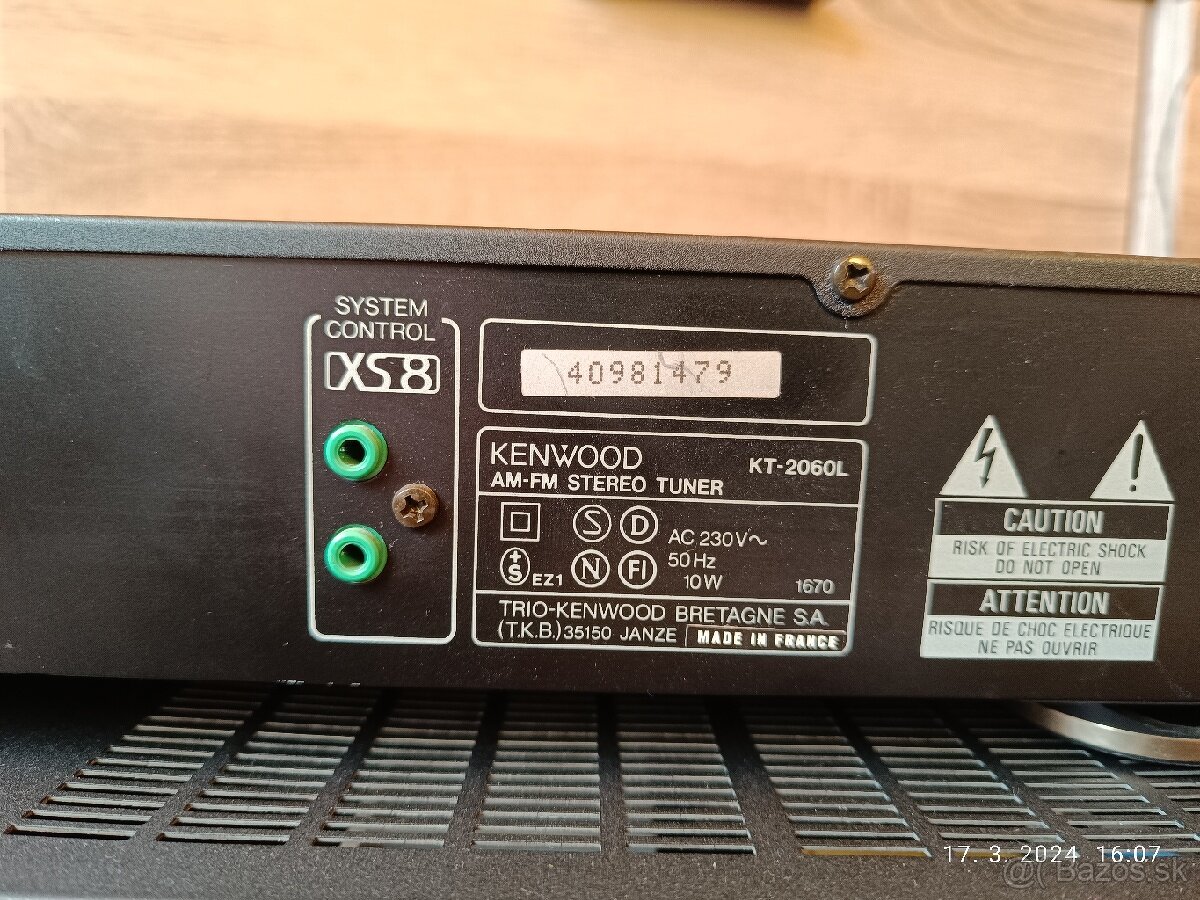 SYSTEM
CONTROL
XS8
40981479
KENWOOD KT-2060L
AM-FM STEREO TUNER
S D AC 230V~
+S EZ1 N FI 50Hz
10W 1670
TRIO-KENWOOD BRETAGNE S.A.
(T.K.B.) 35150 JANZE MADE IN FRANCE
CAUTION
RISK OF ELECTRIC SHOCK
DO NOT OPEN
ATTENTION
RISQUE DE CHOC ELECTRIQUE
NE PAS OUVRIR
17. 3. 2024 16:07
Bazos.sk